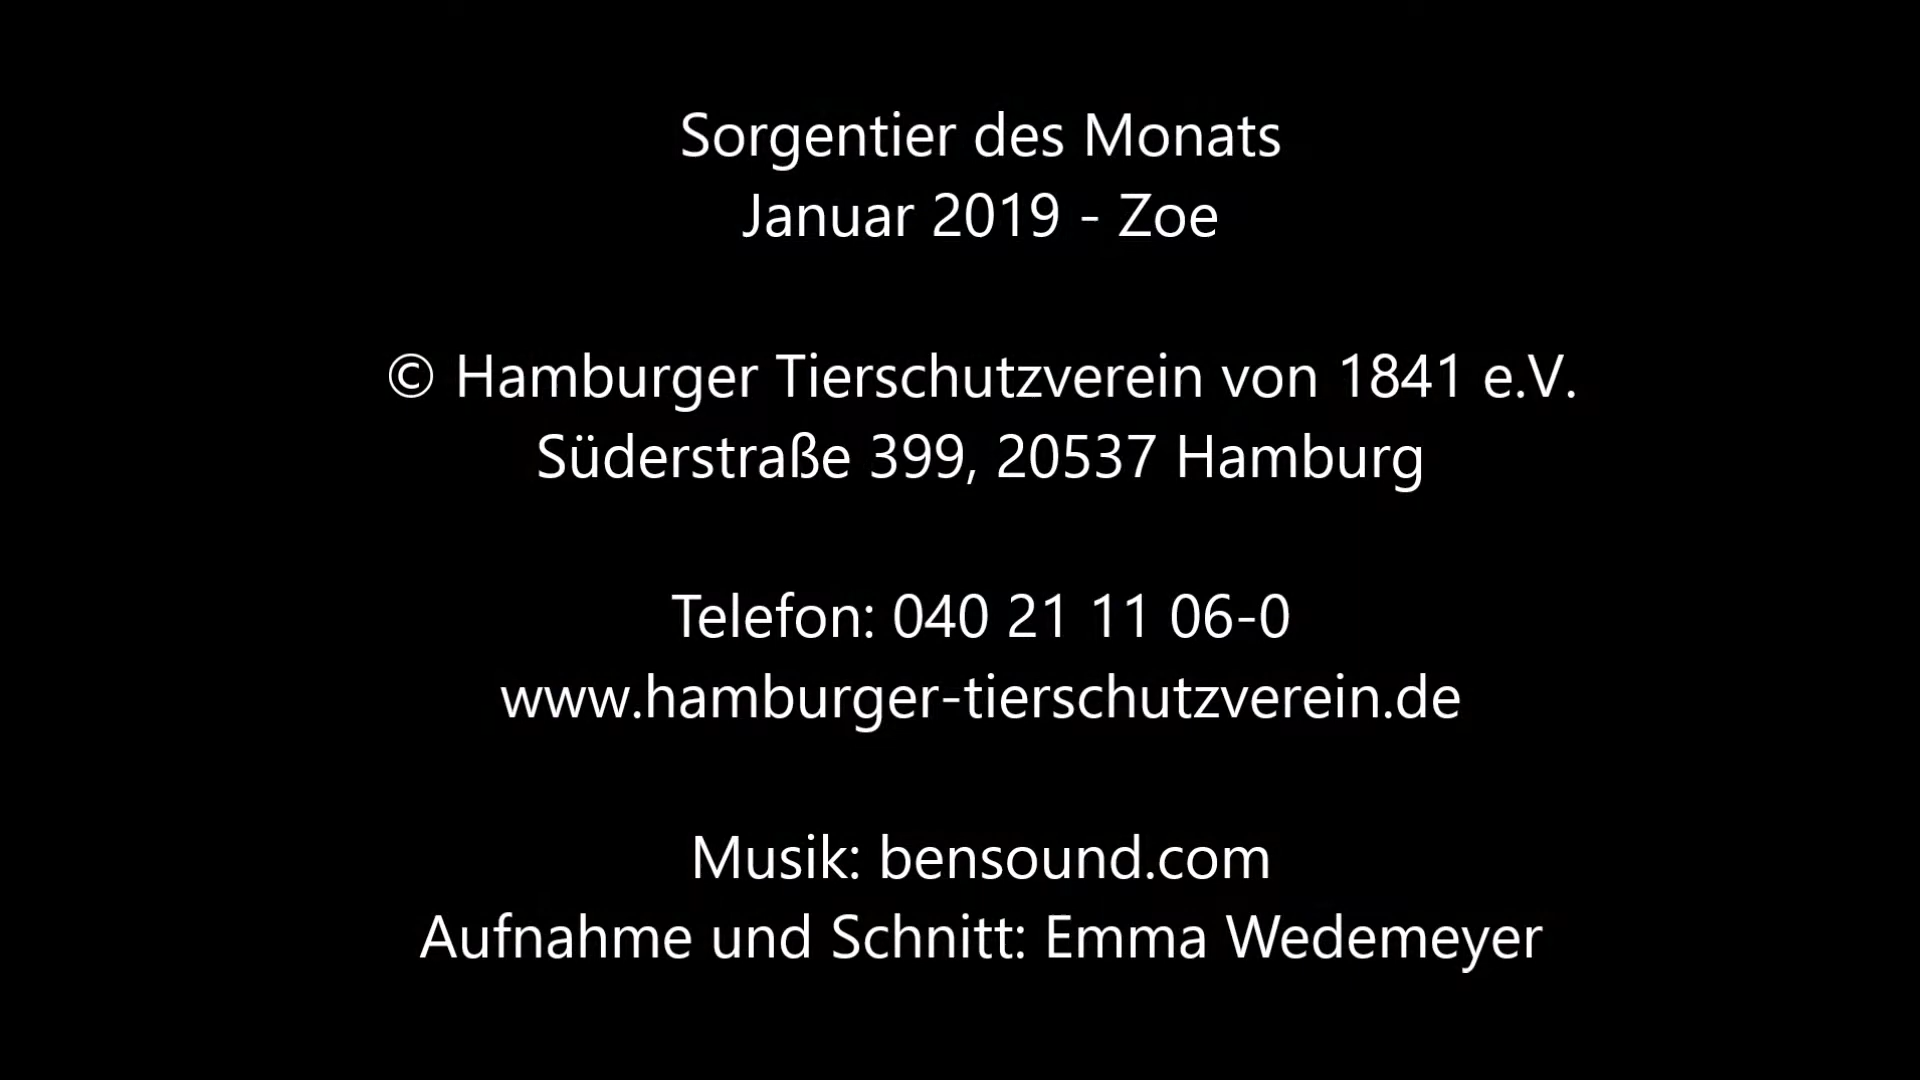 Sorgentier des Monats
Januar 2019 - Zoe
© Hamburger Tierschutzverein von 1841 e.V.
Süderstraße 399, 20537 Hamburg
Telefon: 040 21 11 06-0
www.hamburger-tierschutzverein.de
Musik: bensound.com
Aufnahme und Schnitt: Emma Wedemeyer